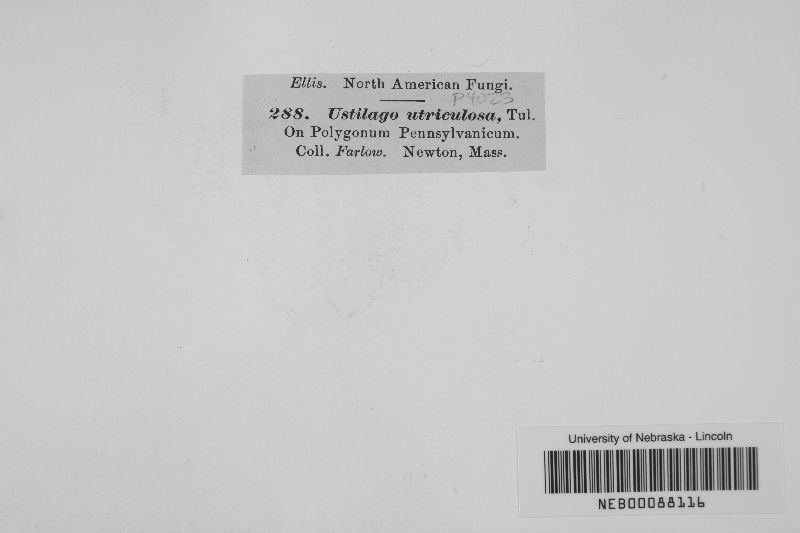 Ellis. North American Fungi.
P4023
288. Ustilago utriculosa, Tul.
On Polygonum Pennsylvanicum.
Coll. Farlow. Newton, Mass.
University of Nebraska - Lincoln
NEB00088116